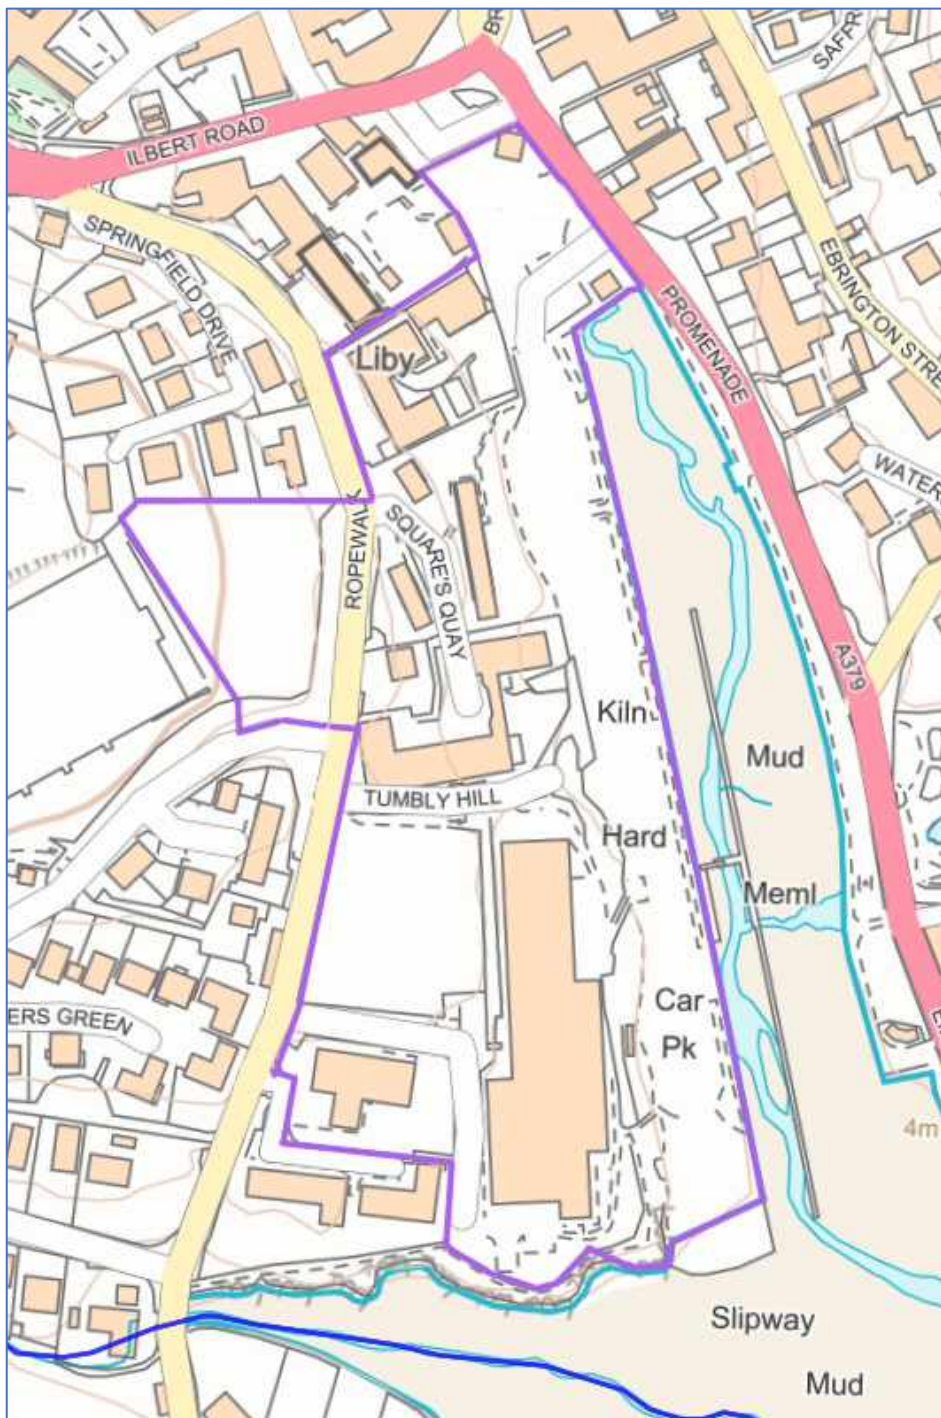 BR
SAFFR
ILBERT ROAD
SPRINGFIELD DRIVE
PROMENADE
EBRINGTON STRE
Liby
WATER
ROPEWALK
SQUARE'S QUAY
A379
Kiln
Mud
TUMBLY HILL
Hard
Meml
Car
Pk
ERS GREEN
4m
Slipway
Mud